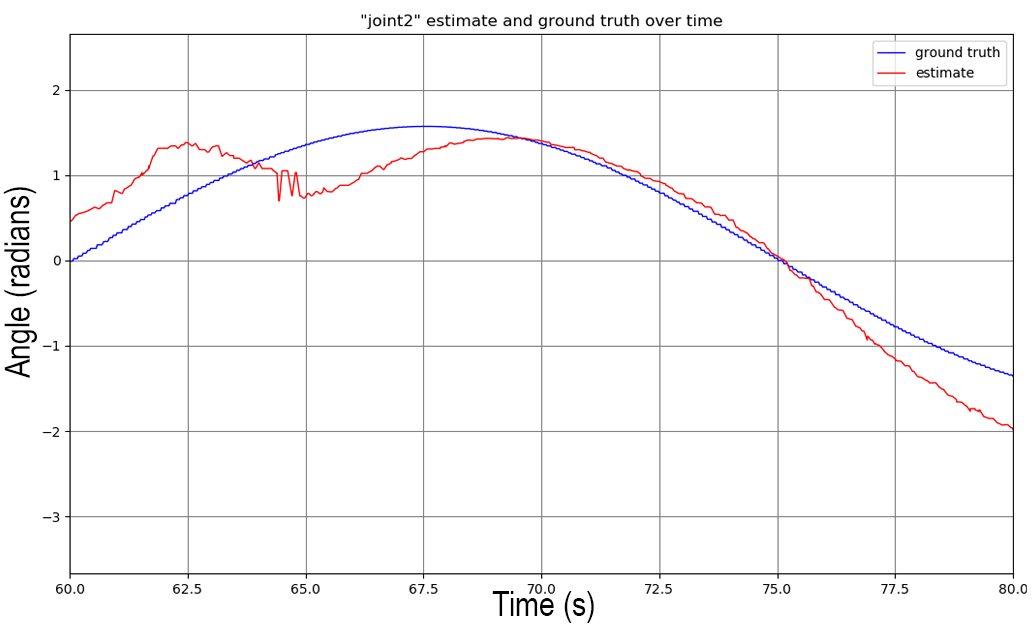 "joint2" estimate and ground truth over time
ground truth
estimate
2
1
0
−1
−2
−3
Angle (radians)
60.0 62.5 65.0 67.5 70.0 72.5 75.0 77.5 80.0
Time (s)